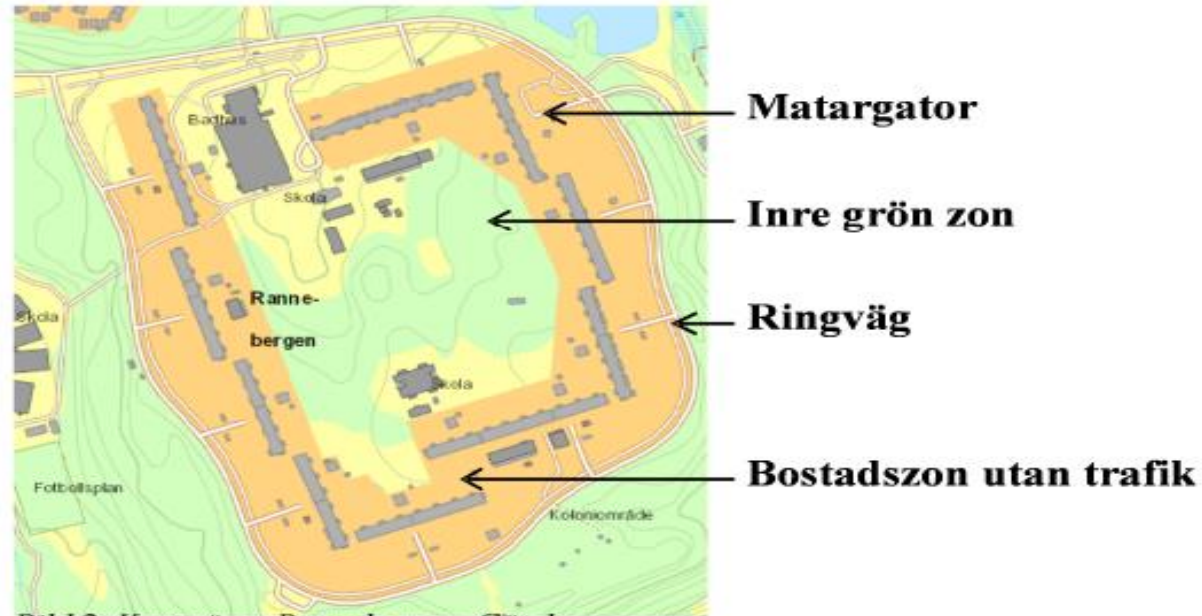 Badhus
Matargator
Skola
Inre grön zon
Ranne-
bergen
Skola
Ringväg
Skola
Bostadszon utan trafik
Fotbollsplan
Koloniområde